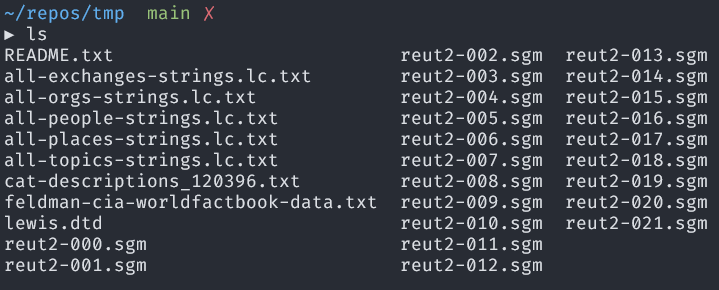 ~/repos/tmp  main ✗
▶ ls
README.txt                         reut2-002.sgm  reut2-013.sgm
all-exchanges-strings.lc.txt       reut2-003.sgm  reut2-014.sgm
all-orgs-strings.lc.txt            reut2-004.sgm  reut2-015.sgm
all-people-strings.lc.txt          reut2-005.sgm  reut2-016.sgm
all-places-strings.lc.txt          reut2-006.sgm  reut2-017.sgm
all-topics-strings.lc.txt          reut2-007.sgm  reut2-018.sgm
cat-descriptions_120396.txt        reut2-008.sgm  reut2-019.sgm
feldman-cia-worldfactbook-data.txt reut2-009.sgm  reut2-020.sgm
lewis.dtd                          reut2-010.sgm  reut2-021.sgm
reut2-000.sgm                      reut2-011.sgm
reut2-001.sgm                      reut2-012.sgm